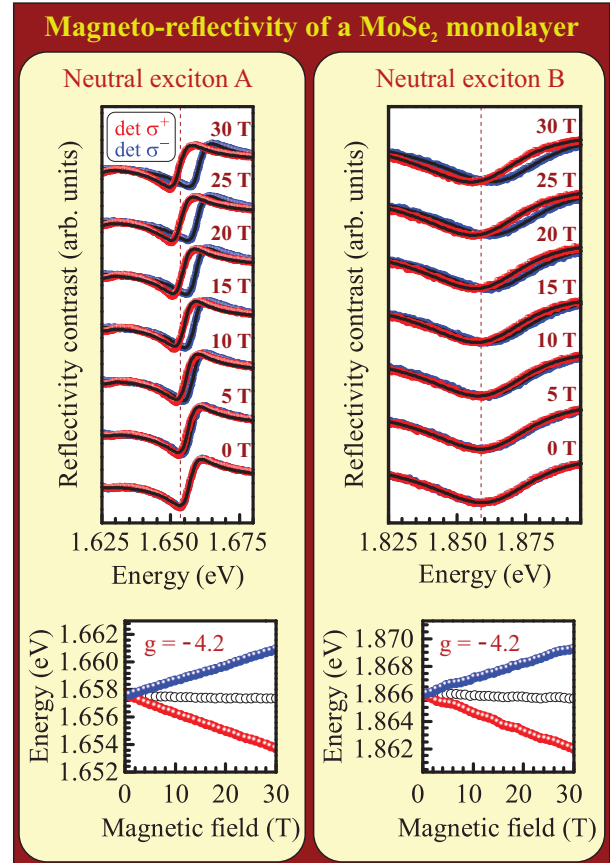 Magneto-reflectivity of a MoSe₂ monolayer
Neutral exciton A
det σ⁺
det σ⁻
30 T
25 T
20 T
15 T
10 T
5 T
0 T
Reflectivity contrast (arb. units)
1.625 1.650 1.675
Energy (eV)
g = −4.2
1.662
1.660
1.658
1.656
1.654
1.652
Energy (eV)
0 10 20 30
Magnetic field (T)
Neutral exciton B
30 T
25 T
20 T
15 T
10 T
5 T
0 T
Reflectivity contrast (arb. units)
1.825 1.850 1.875
Energy (eV)
g = −4.2
1.870
1.868
1.866
1.864
1.862
Energy (eV)
0 10 20 30
Magnetic field (T)